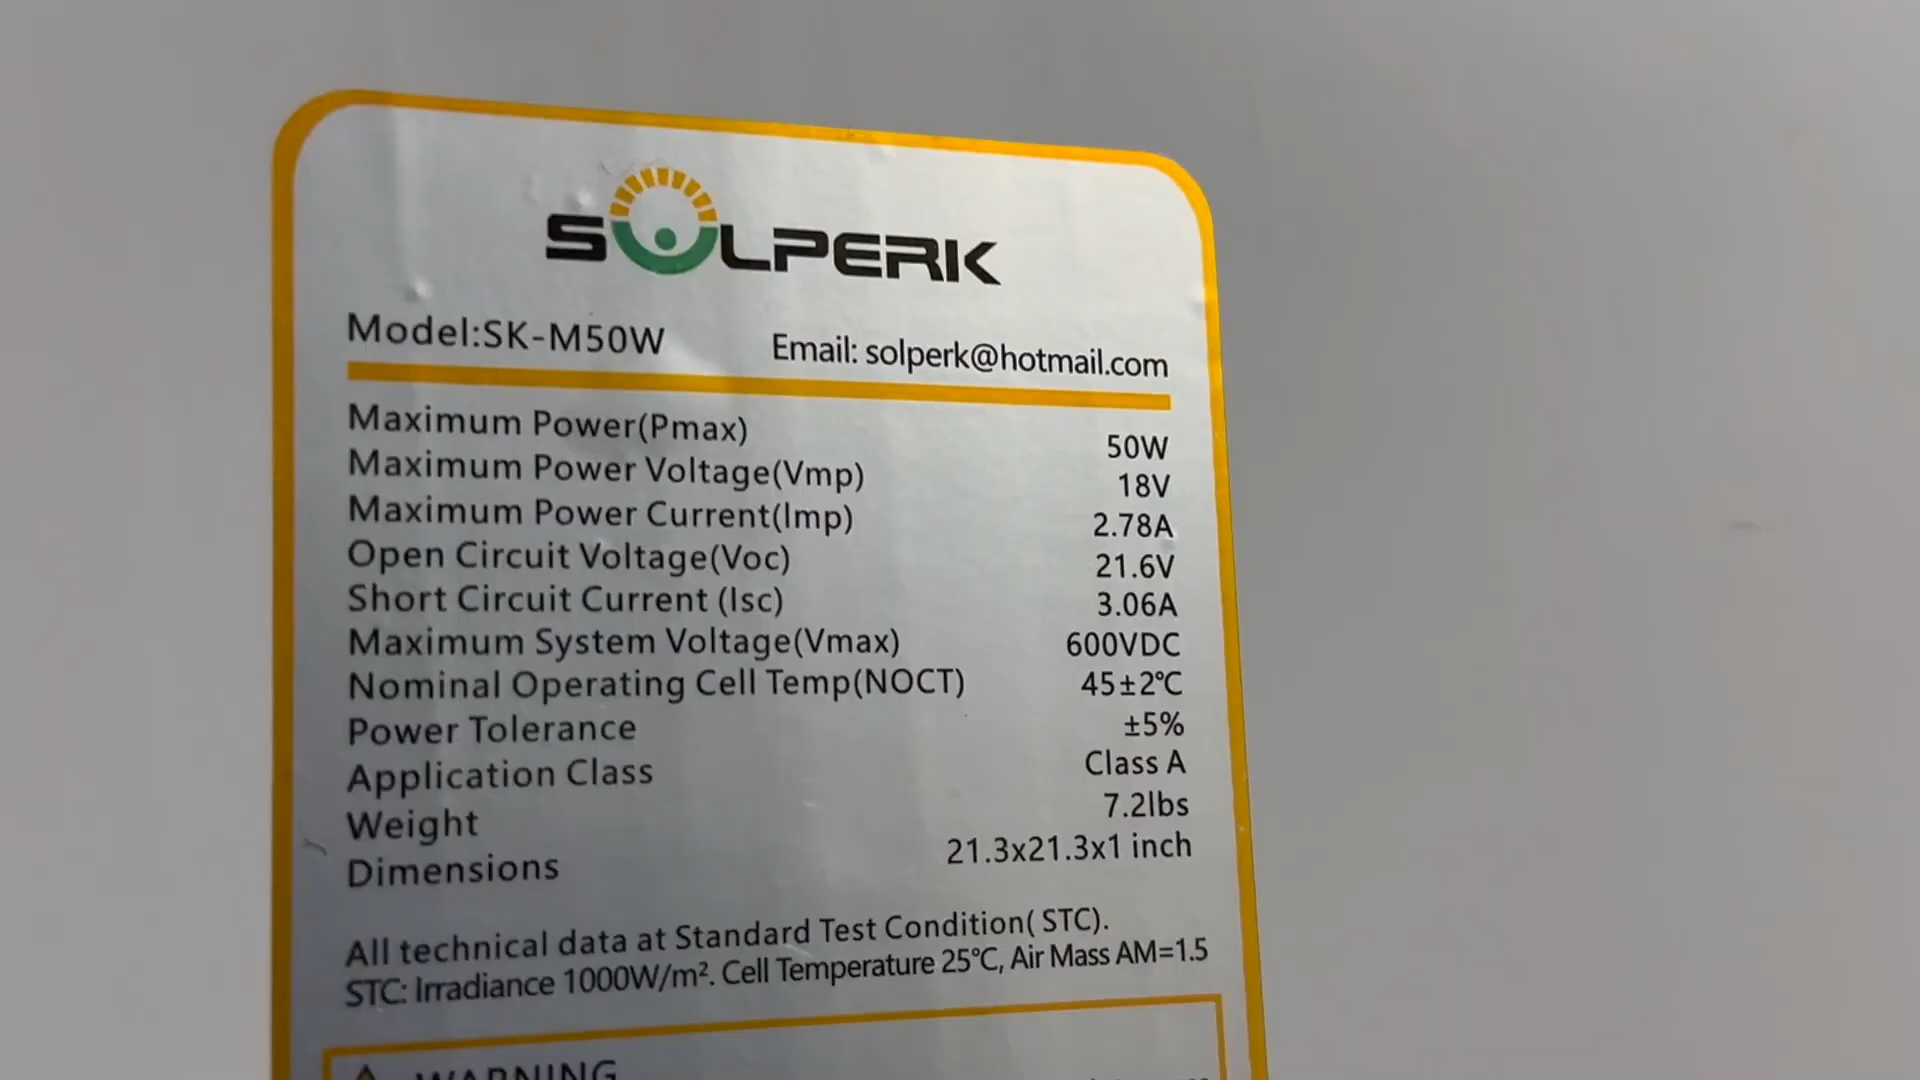 SOLPERK
Model:SK-M50W Email: solperk@hotmail.com
Maximum Power(Pmax) 50W
Maximum Power Voltage(Vmp) 18V
Maximum Power Current(Imp) 2.78A
Open Circuit Voltage(Voc) 21.6V
Short Circuit Current (Isc) 3.06A
Maximum System Voltage(Vmax) 600VDC
Nominal Operating Cell Temp(NOCT) 45±2℃
Power Tolerance ±5%
Application Class Class A
Weight 7.2lbs
Dimensions 21.3x21.3x1 inch
All technical data at Standard Test Condition( STC).
STC: Irradiance 1000W/m². Cell Temperature 25℃, Air Mass AM=1.5
WARNING